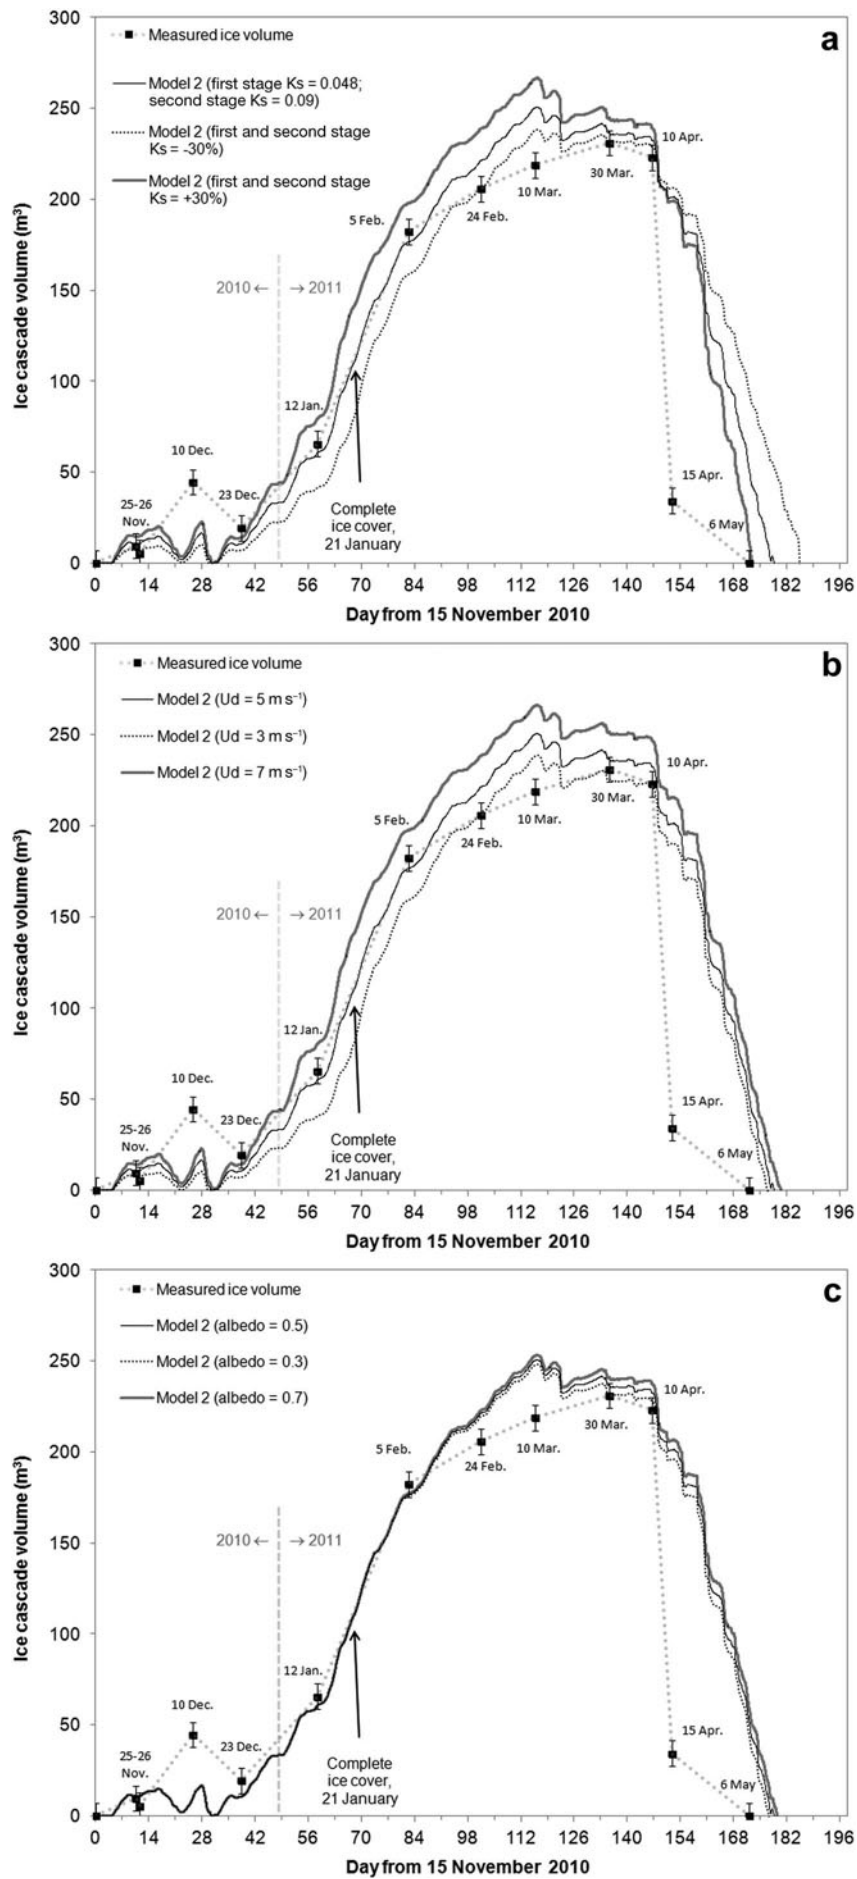 a
300
250
200
150
100
50
0
Ice cascade volume (m³)
Measured ice volume
Model 2 (first stage Ks = 0.048;
second stage Ks = 0.09)
Model 2 (first and second stage
Ks = -30%)
Model 2 (first and second stage
Ks = +30%)
2010 ← → 2011
25-26
Nov.
10 Dec.
23 Dec.
12 Jan.
5 Feb.
24 Feb.
10 Mar.
30 Mar.
10 Apr.
15 Apr.
6 May
Complete
ice cover,
21 January
0 14 28 42 56 70 84 98 112 126 140 154 168 182 196
Day from 15 November 2010
b
300
250
200
150
100
50
0
Ice cascade volume (m³)
Measured ice volume
Model 2 (Ud = 5 m s⁻¹)
Model 2 (Ud = 3 m s⁻¹)
Model 2 (Ud = 7 m s⁻¹)
2010 ← → 2011
25-26
Nov.
10 Dec.
23 Dec.
12 Jan.
5 Feb.
24 Feb.
10 Mar.
30 Mar.
10 Apr.
15 Apr.
6 May
Complete
ice cover,
21 January
0 14 28 42 56 70 84 98 112 126 140 154 168 182 196
Day from 15 November 2010
c
300
250
200
150
100
50
0
Ice cascade volume (m³)
Measured ice volume
Model 2 (albedo = 0.5)
Model 2 (albedo = 0.3)
Model 2 (albedo = 0.7)
2010 ← → 2011
25-26
Nov.
10 Dec.
23 Dec.
12 Jan.
5 Feb.
24 Feb.
10 Mar.
30 Mar.
10 Apr.
15 Apr.
6 May
Complete
ice cover,
21 January
0 14 28 42 56 70 84 98 112 126 140 154 168 182 196
Day from 15 November 2010